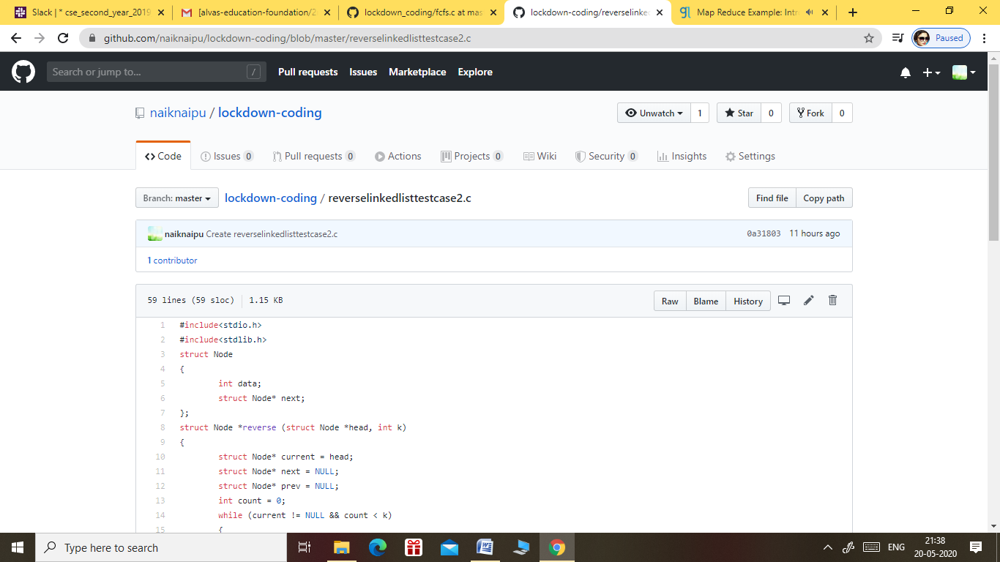 Slack | * cse_second_year_2019
[alvas-education-foundation/2
lockdown_coding/fcfs.c at mas
lockdown-coding/reverselinked
Map Reduce Example: Intr
github.com/naiknaipu/lockdown-coding/blob/master/reverselinkedlisttestcase2.c
Paused
Search or jump to...
/
Pull requests
Issues
Marketplace
Explore
naiknaipu / lockdown-coding
Unwatch 1
Star 0
Fork 0
Code
Issues 0
Pull requests 0
Actions
Projects 0
Wiki
Security 0
Insights
Settings
Branch: master
lockdown-coding / reverselinkedlisttestcase2.c
Find file
Copy path
naiknaipu Create reverselinkedlisttestcase2.c
0a31803 11 hours ago
1 contributor
59 lines (59 sloc) 1.15 KB
Raw
Blame
History
1 #include<stdio.h>
2 #include<stdlib.h>
3 struct Node
4 {
5 int data;
6 struct Node* next;
7 };
8 struct Node *reverse (struct Node *head, int k)
9 {
10 struct Node* current = head;
11 struct Node* next = NULL;
12 struct Node* prev = NULL;
13 int count = 0;
14 while (current != NULL && count < k)
15 {
Type here to search
ENG
21:38
20-05-2020